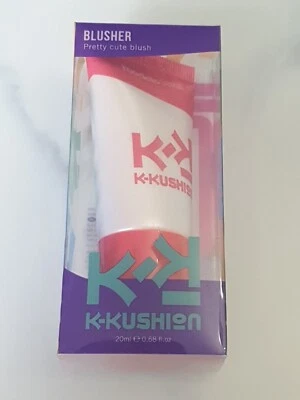 BLUSHER
Pretty cute blush
K·K
K-KUSHION
K·K
K-KUSHION
20ml ℮ 0.68 fl.oz